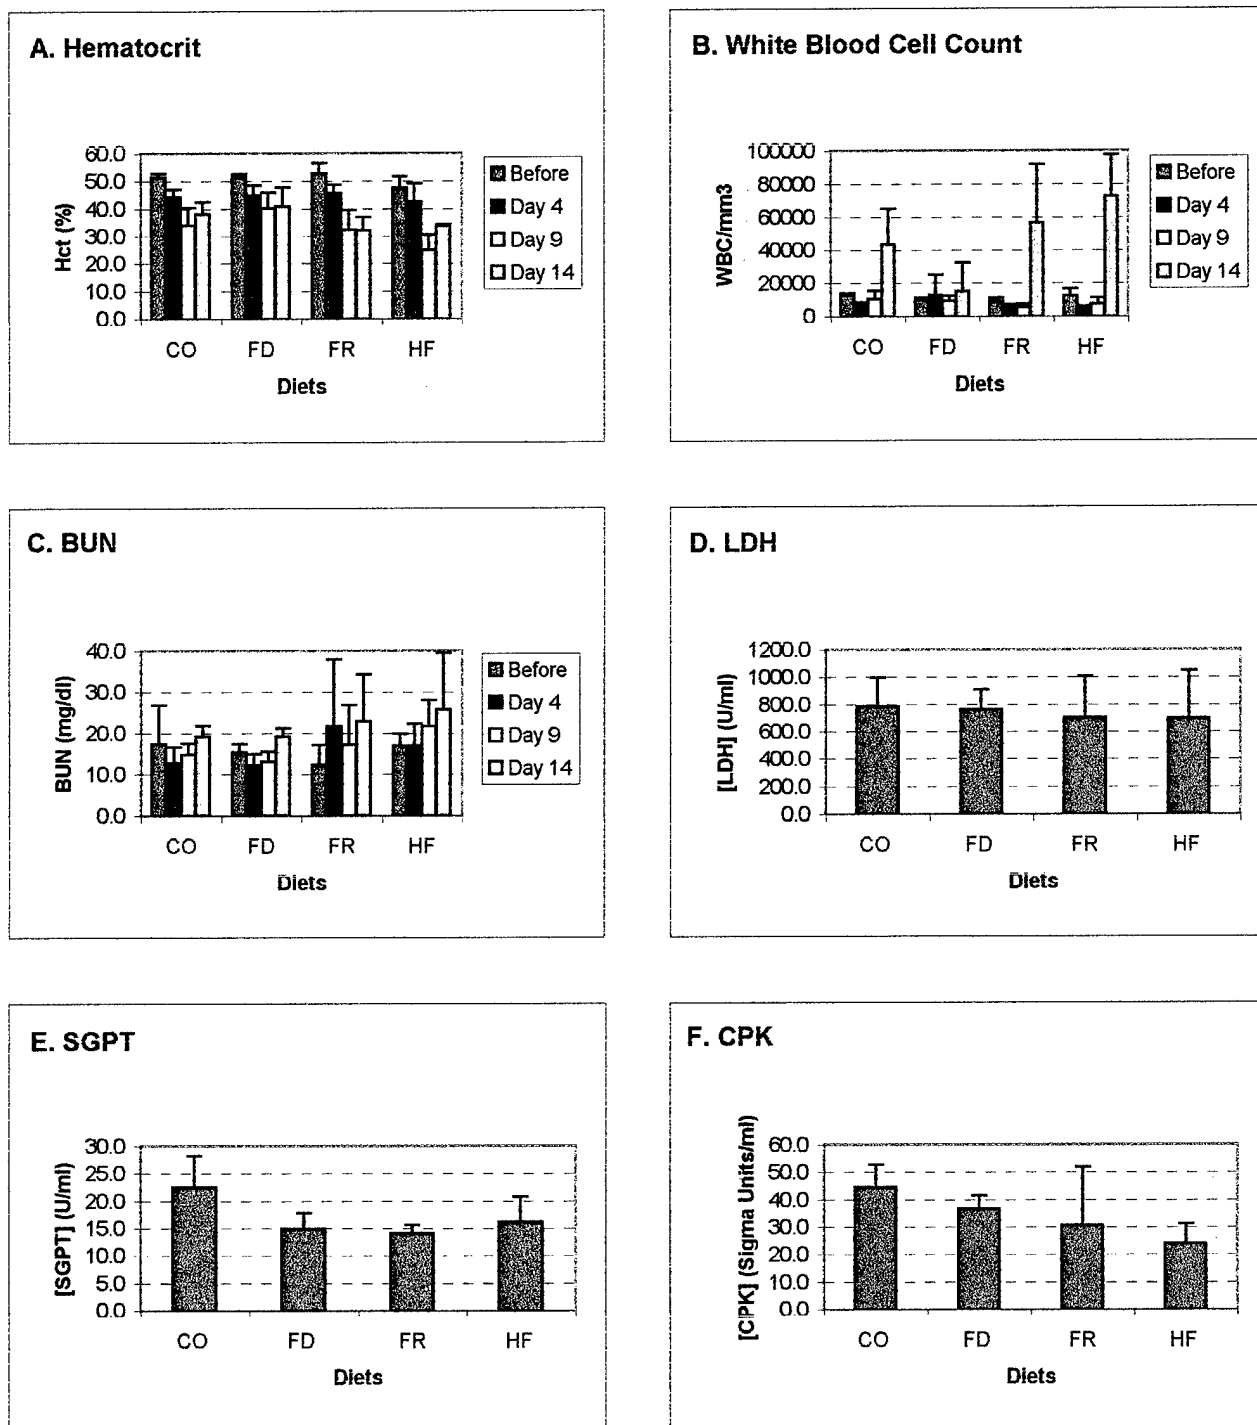 A. Hematocrit
60.0
50.0
40.0
30.0
20.0
10.0
0.0
Hct (%)
CO FD FR HF
Diets
Before
Day 4
Day 9
Day 14
B. White Blood Cell Count
100000
80000
60000
40000
20000
0
WBC/mm3
CO FD FR HF
Diets
Before
Day 4
Day 9
Day 14
C. BUN
40.0
30.0
20.0
10.0
0.0
BUN (mg/dl)
CO FD FR HF
Diets
Before
Day 4
Day 9
Day 14
D. LDH
1200.0
1000.0
800.0
600.0
400.0
200.0
0.0
[LDH] (U/ml)
CO FD FR HF
Diets
E. SGPT
30.0
25.0
20.0
15.0
10.0
5.0
0.0
[SGPT] (U/ml)
CO FD FR HF
Diets
F. CPK
60.0
50.0
40.0
30.0
20.0
10.0
0.0
[CPK] (Sigma Units/ml)
CO FD FR HF
Diets